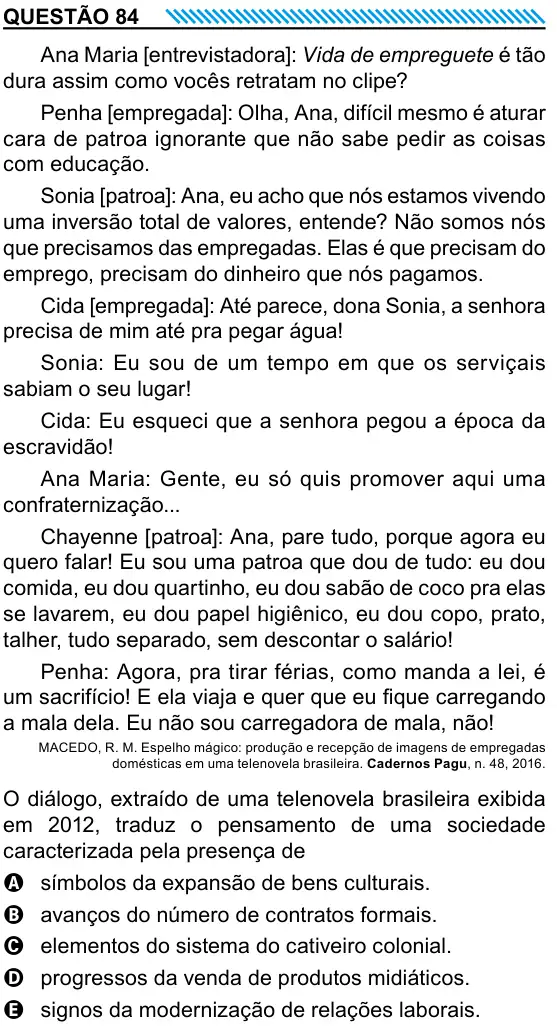 QUESTÃO 84
Ana Maria [entrevistadora]: Vida de empreguete é tão
dura assim como vocês retratam no clipe?
Penha [empregada]: Olha, Ana, difícil mesmo é aturar
cara de patroa ignorante que não sabe pedir as coisas
com educação.
Sonia [patroa]: Ana, eu acho que nós estamos vivendo
uma inversão total de valores, entende? Não somos nós
que precisamos das empregadas. Elas é que precisam do
emprego, precisam do dinheiro que nós pagamos.
Cida [empregada]: Até parece, dona Sonia, a senhora
precisa de mim até pra pegar água!
Sonia: Eu sou de um tempo em que os serviçais
sabiam o seu lugar!
Cida: Eu esqueci que a senhora pegou a época da
escravidão!
Ana Maria: Gente, eu só quis promover aqui uma
confraternização...
Chayenne [patroa]: Ana, pare tudo, porque agora eu
quero falar! Eu sou uma patroa que dou de tudo: eu dou
comida, eu dou quartinho, eu dou sabão de coco pra elas
se lavarem, eu dou papel higiênico, eu dou copo, prato,
talher, tudo separado, sem descontar o salário!
Penha: Agora, pra tirar férias, como manda a lei, é
um sacrifício! E ela viaja e quer que eu fique carregando
a mala dela. Eu não sou carregadora de mala, não!
MACEDO, R. M. Espelho mágico: produção e recepção de imagens de empregadas
domésticas em uma telenovela brasileira. Cadernos Pagu, n. 48, 2016.
O diálogo, extraído de uma telenovela brasileira exibida
em 2012, traduz o pensamento de uma sociedade
caracterizada pela presença de
A símbolos da expansão de bens culturais.
B avanços do número de contratos formais.
C elementos do sistema do cativeiro colonial.
D progressos da venda de produtos midiáticos.
E signos da modernização de relações laborais.